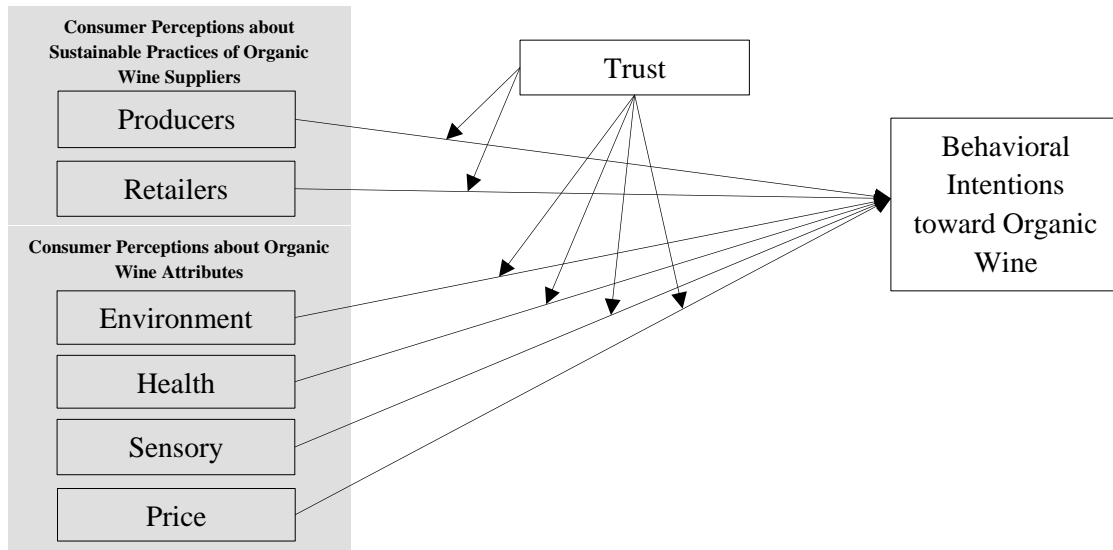 Consumer Perceptions about
Sustainable Practices of Organic
Wine Suppliers
Producers
Retailers
Trust
Behavioral
Intentions
toward Organic
Wine
Consumer Perceptions about Organic
Wine Attributes
Environment
Health
Sensory
Price